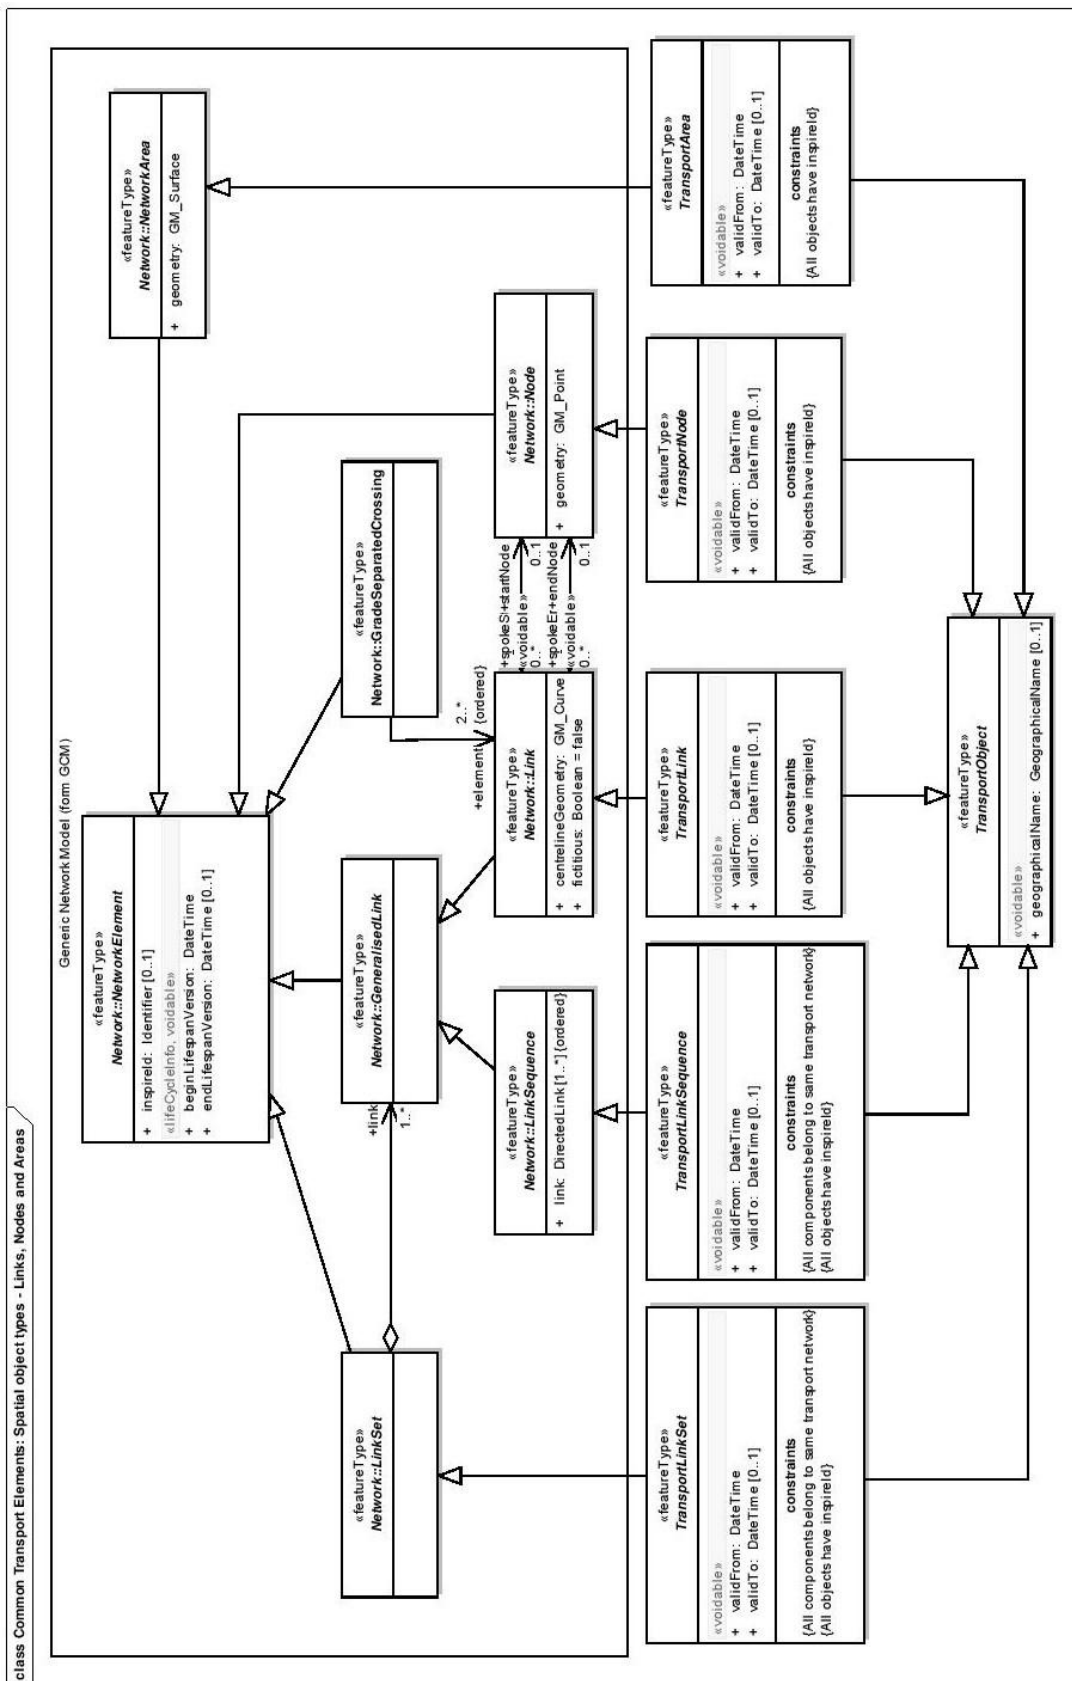 class Common Transport Elements: Spatial object types - Links, Nodes and Areas
Generic Network Model (form GCM)
«featureType»
Network::NetworkElement
+ inspireId: Identifier [0..1]
«lifeCycleInfo, voidable»
+ beginLifespanVersion: DateTime
+ endLifespanVersion: DateTime [0..1]
«featureType»
Network::NetworkArea
+ geometry: GM_Surface
«featureType»
Network::LinkSet
+link
1..*
«featureType»
Network::GeneralisedLink
«featureType»
Network::GradeSeparatedCrossing
+element
2..*
{ordered}
«featureType»
Network::LinkSequence
+ link: DirectedLink [1..*] {ordered}
«featureType»
Network::Link
+ centrelineGeometry: GM_Curve
+ fictitious: Boolean = false
+spokeSt +startNode
«voidable»
0..* 0..1
+spokeEr +endNode
«voidable»
0..* 0..1
«featureType»
Network::Node
+ geometry: GM_Point
«featureType»
TransportLinkSet
«voidable»
+ validFrom: DateTime
+ validTo: DateTime [0..1]
constraints
{All components belong to same transport network}
{All objects have inspireId}
«featureType»
TransportLinkSequence
«voidable»
+ validFrom: DateTime
+ validTo: DateTime [0..1]
constraints
{All components belong to same transport network}
{All objects have inspireId}
«featureType»
TransportLink
«voidable»
+ validFrom: DateTime
+ validTo: DateTime [0..1]
constraints
{All objects have inspireId}
«featureType»
TransportNode
«voidable»
+ validFrom: DateTime
+ validTo: DateTime [0..1]
constraints
{All objects have inspireId}
«featureType»
TransportArea
«voidable»
+ validFrom: DateTime
+ validTo: DateTime [0..1]
constraints
{All objects have inspireId}
«featureType»
TransportObject
«voidable»
+ geographicalName: GeographicalName [0..1]